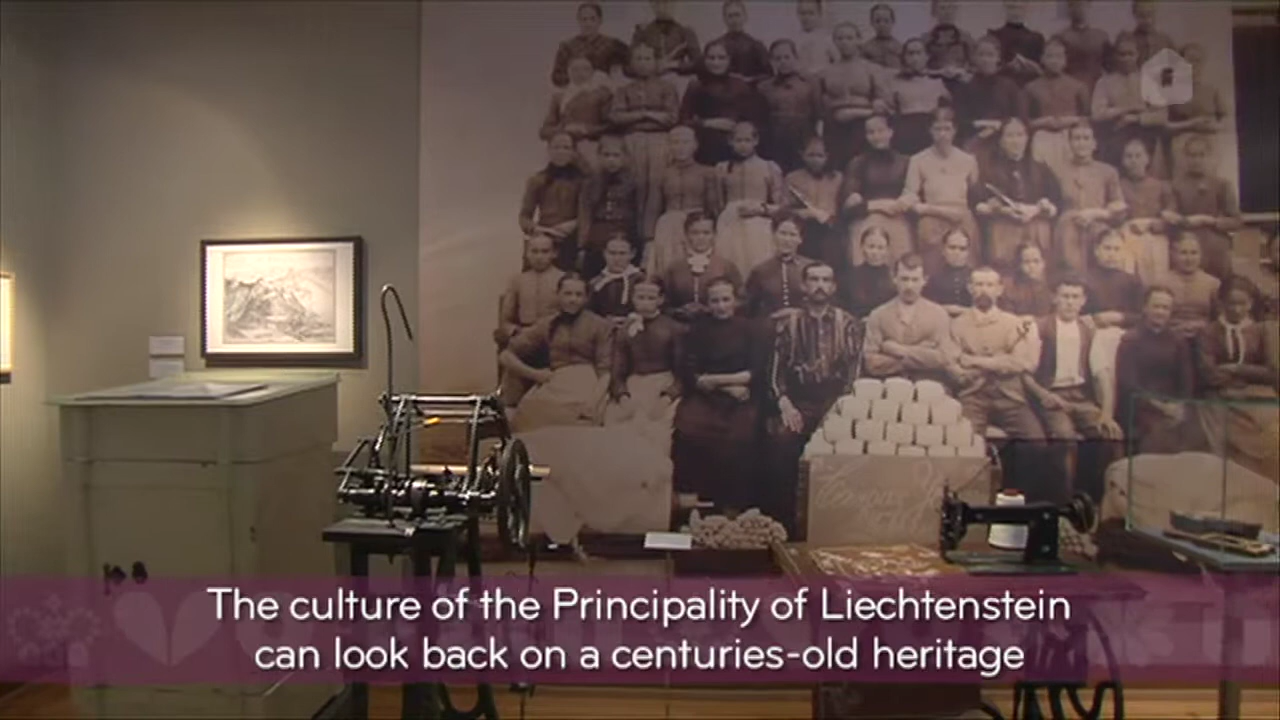 The culture of the Principality of Liechtenstein
can look back on a centuries-old heritage